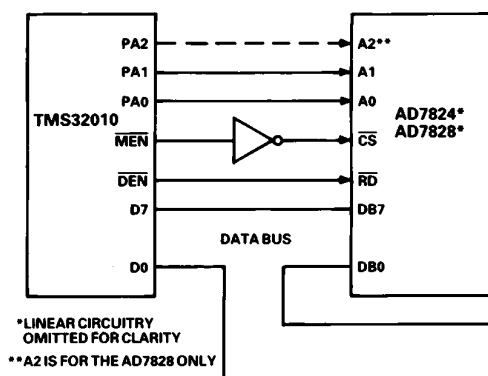 PA2
A2**
PA1
A1
PA0
A0
TMS32010
AD7824*
AD7828*
MEN
CS
DEN
RD
D7
DB7
DATA BUS
D0
DB0
*LINEAR CIRCUITRY
OMITTED FOR CLARITY
**A2 IS FOR THE AD7828 ONLY